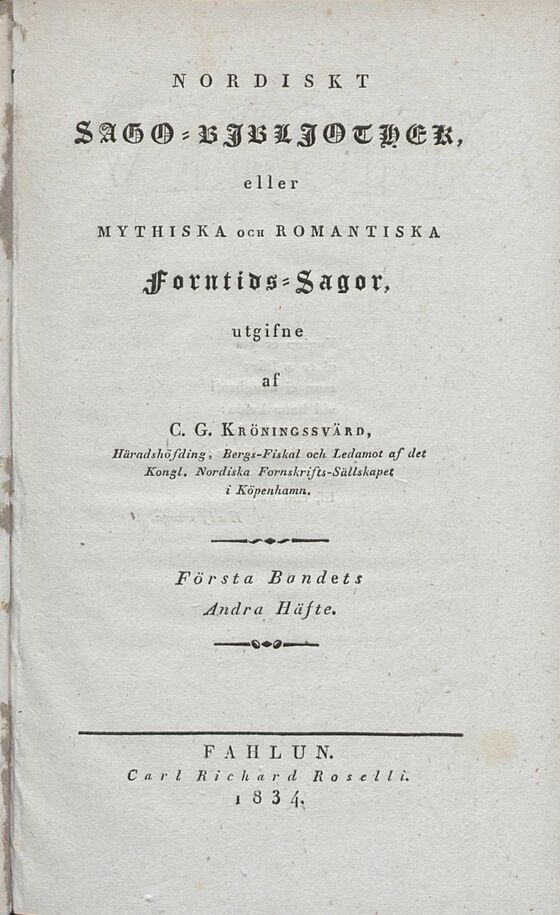 NORDISKT
SAGO=BJBLJOTHEK,
eller
MYTHISKA OCH ROMANTISKA
Forntids=Sagor,
utgifne
af
C. G. KRÖNINGSSVÄRD,
Häradshöfding, Bergs-Fiskal och Ledamot af det
Kongl. Nordiska Fornskrifts-Sällskapet
i Köpenhamn.
Första Bandets
Andra Häfte.
FAHLUN.
Carl Richard Roselli.
1834.